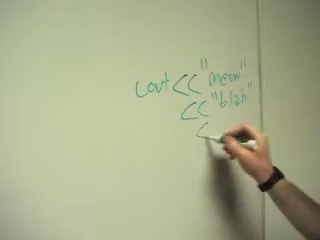 cout << "meow"
<< "blah"
<